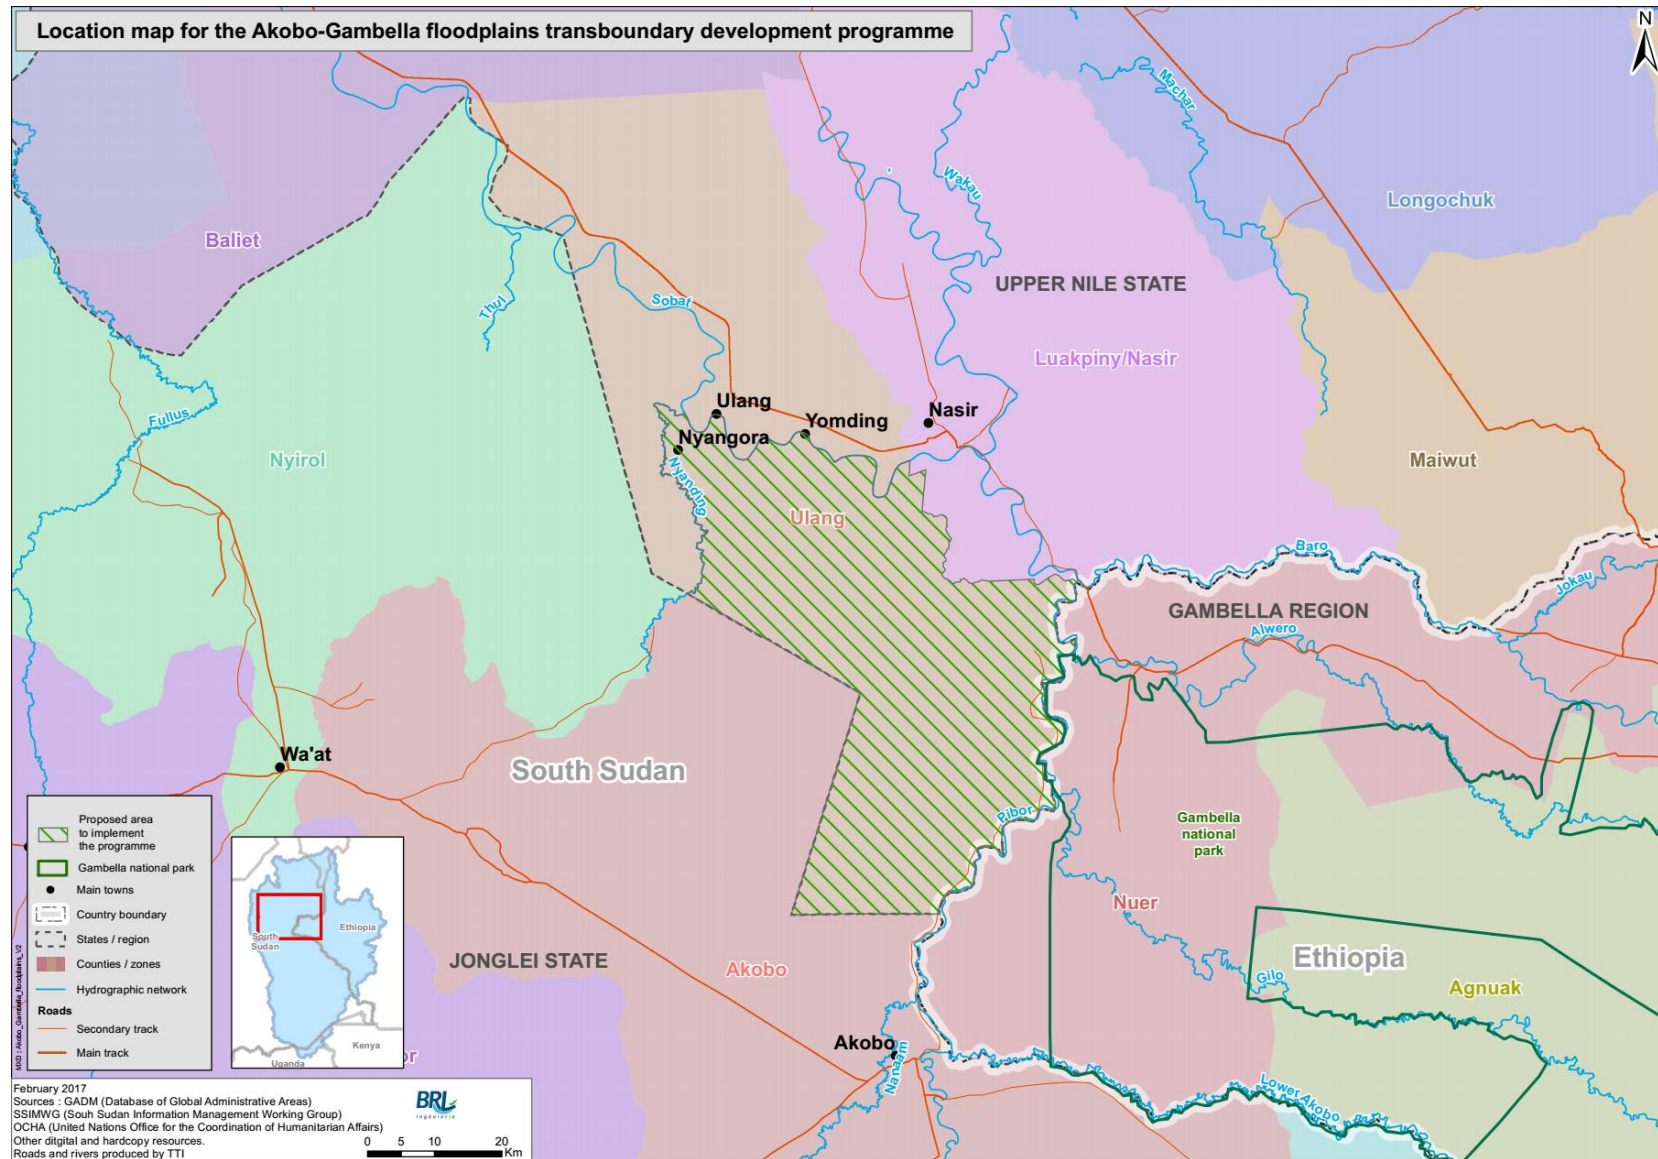 Location map for the Akobo-Gambella floodplains transboundary development programme
N
Machar
Wakau
Longochuk
Baliet
UPPER NILE STATE
Thul
Sobat
Luakpiny/Nasir
Fullus
Ulang
Nasir
Yomding
Nyangora
Nyirol
Maiwut
Nyanding
Ulang
Baro
Jokau
GAMBELLA REGION
Alwero
Wa'at
South Sudan
Pibor
Gambella
national
park
Nuer
Ethiopia
JONGLEI STATE
Akobo
Gilo
Agnuak
Akobo
Nanaam
Lower Akobo
or
Proposed area
to implement
the programme
Gambella national park
Main towns
Country boundary
States / region
Counties / zones
Hydrographic network
Roads
Secondary track
Main track
MXD : Akobo_Gambella_floodplains_V2
Ethiopia
South
Sudan
Kenya
Uganda
February 2017
Sources : GADM (Database of Global Administrative Areas)
SSIMWG (Souh Sudan Information Management Working Group)
OCHA (United Nations Office for the Coordination of Humanitarian Affairs)
Other ditgital and hardcopy resources.
Roads and rivers produced by TTI
BRL
Ingénierie
0 5 10 20
Km